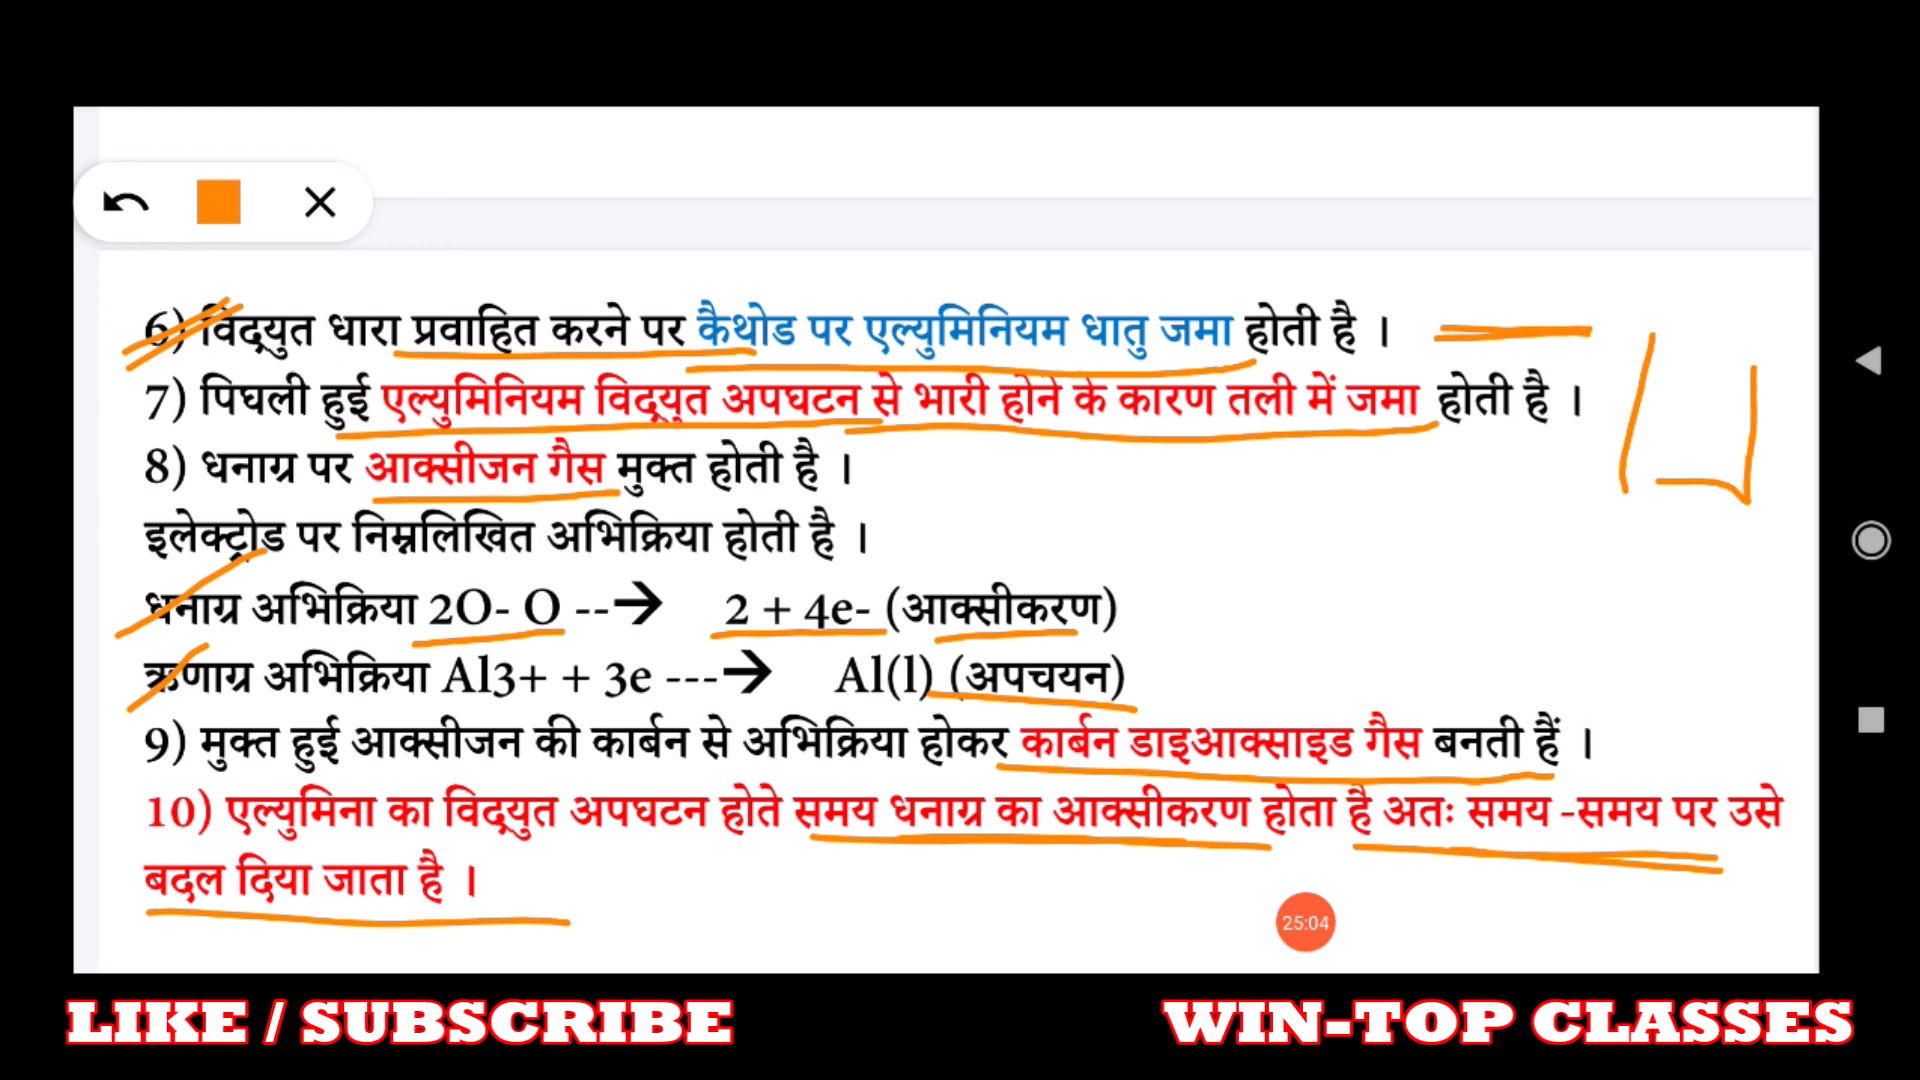 6) विद्युत धारा प्रवाहित करने पर कैथोड पर एल्युमिनियम धातु जमा होती है ।
7) पिघली हुई एल्युमिनियम विद्युत अपघटन से भारी होने के कारण तली में जमा होती है ।
8) धनाग्र पर आक्सीजन गैस मुक्त होती है ।
इलेक्ट्रोड पर निम्नलिखित अभिक्रिया होती है ।
धनाग्र अभिक्रिया 2O- O --→ 2 + 4e- (आक्सीकरण)
ऋणाग्र अभिक्रिया Al3+ + 3e ---→ Al(l) (अपचयन)
9) मुक्त हुई आक्सीजन की कार्बन से अभिक्रिया होकर कार्बन डाइआक्साइड गैस बनती हैं ।
10) एल्युमिना का विद्युत अपघटन होते समय धनाग्र का आक्सीकरण होता है अतः समय -समय पर उसे
बदल दिया जाता है ।
25:04
LIKE / SUBSCRIBE
WIN-TOP CLASSES